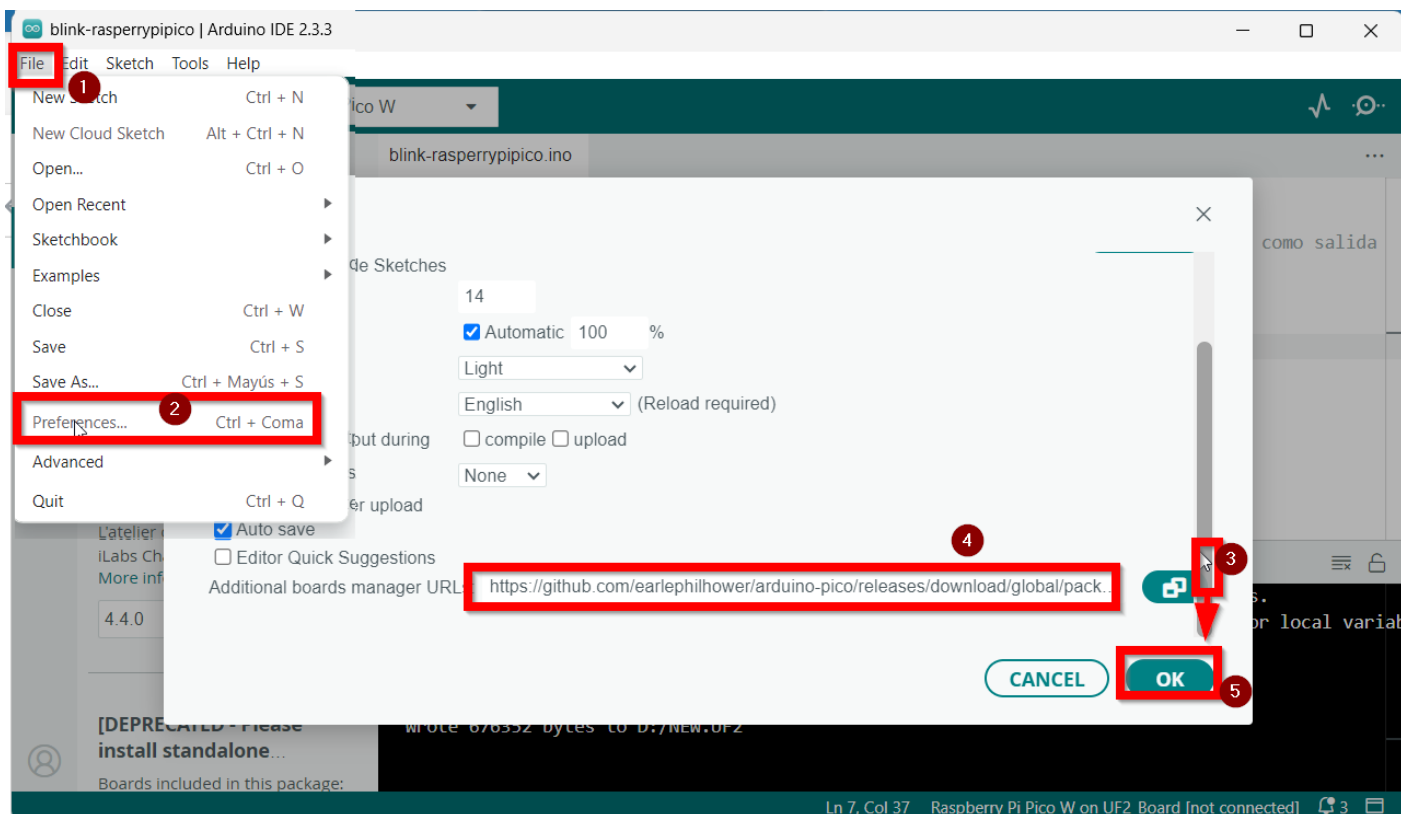 blink-rasperrypipico | Arduino IDE 2.3.3
File Edit Sketch Tools Help
1
New Sketch Ctrl + N
ico W
New Cloud Sketch Alt + Ctrl + N
blink-rasperrypipico.ino
Open... Ctrl + O
Open Recent
Sketchbook
como salida
Examples
de Sketches
14
Close Ctrl + W
Automatic 100 %
Save Ctrl + S
Light
Save As... Ctrl + Mayús + S
English (Reload required)
2
Preferences... Ctrl + Coma
put during compile upload
Advanced
s None
Quit Ctrl + Q
er upload
L'atelier
Auto save
4
iLabs Ch
Editor Quick Suggestions
3
More inf
Additional boards manager URLs: https://github.com/earlephilhower/arduino-pico/releases/download/global/pack...
s.
4.4.0
or local variab
CANCEL OK
5
[DEPRECATED - Please
install standalone...
Wrote 676352 bytes to D:/NEW.UF2
Boards included in this package:
Ln 7, Col 37 Raspberry Pi Pico W on UF2_Board [not connected] 3